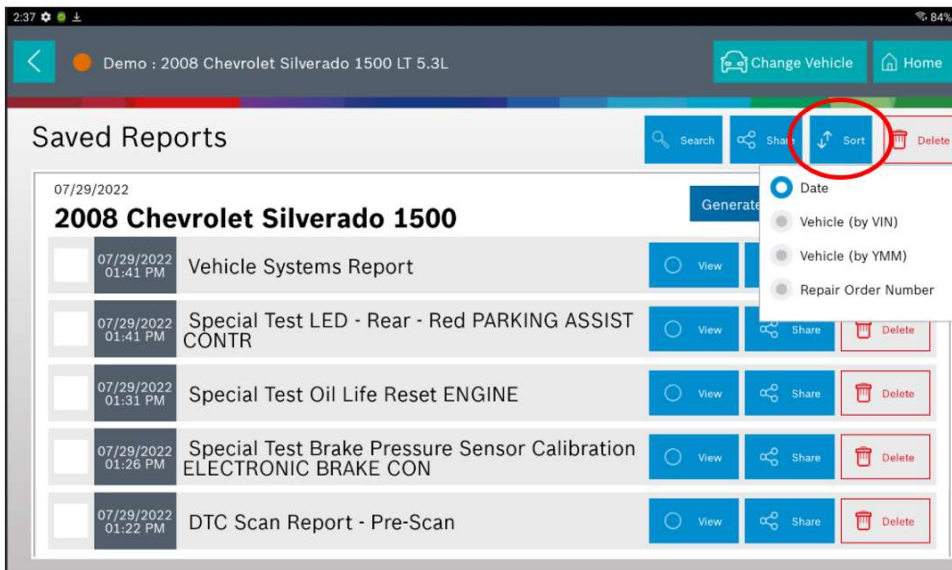 2:37
84%
Demo : 2008 Chevrolet Silverado 1500 LT 5.3L
Change Vehicle
Home
Saved Reports
Search
Share
Sort
Delete
07/29/2022
2008 Chevrolet Silverado 1500
Generate
Date
Vehicle (by VIN)
Vehicle (by YMM)
Repair Order Number
07/29/2022
01:41 PM
Vehicle Systems Report
View
07/29/2022
01:41 PM
Special Test LED - Rear - Red PARKING ASSIST
CONTR
View
Share
Delete
07/29/2022
01:31 PM
Special Test Oil Life Reset ENGINE
View
Share
Delete
07/29/2022
01:26 PM
Special Test Brake Pressure Sensor Calibration
ELECTRONIC BRAKE CON
View
Share
Delete
07/29/2022
01:22 PM
DTC Scan Report - Pre-Scan
View
Share
Delete